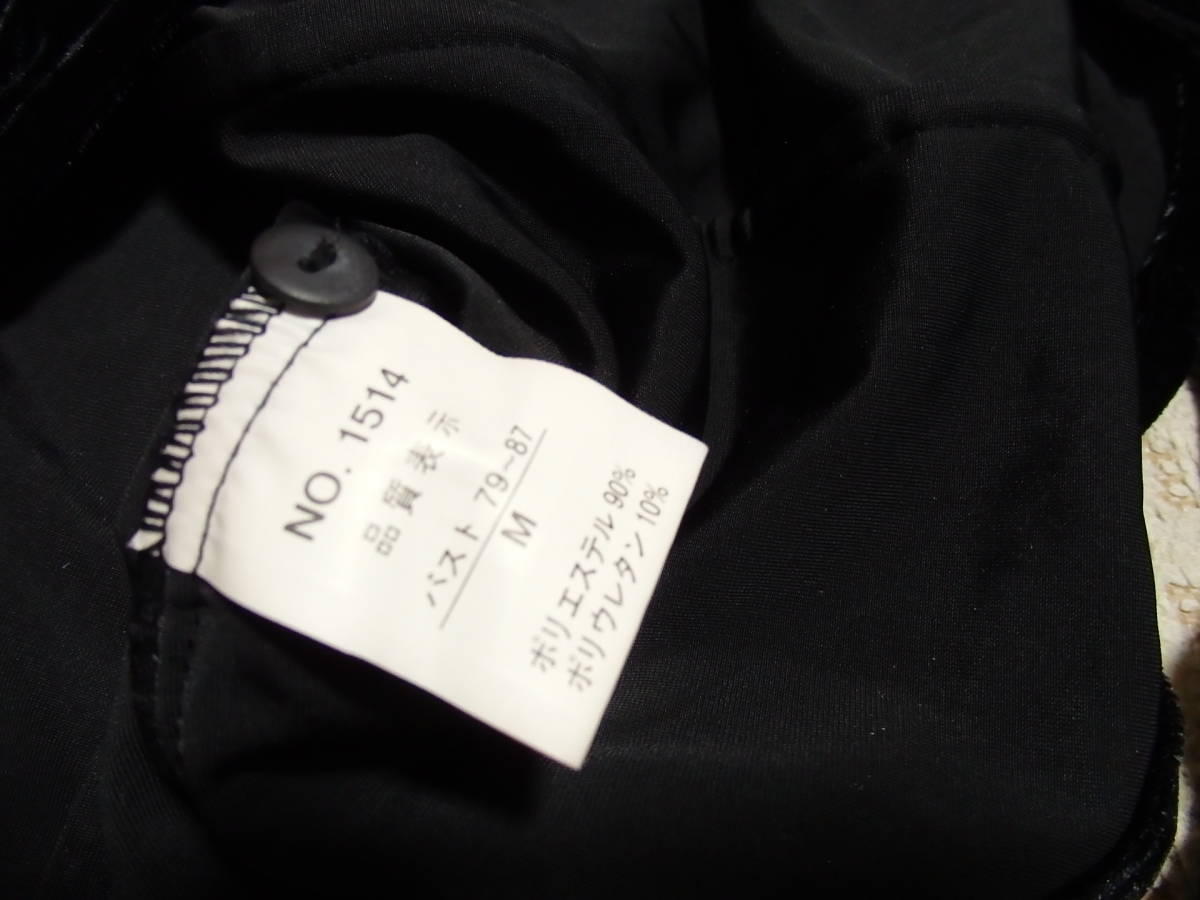 NO. 1514
品質表示
バスト 79~87
M
ポリエステル 90%
ポリウレタン 10%